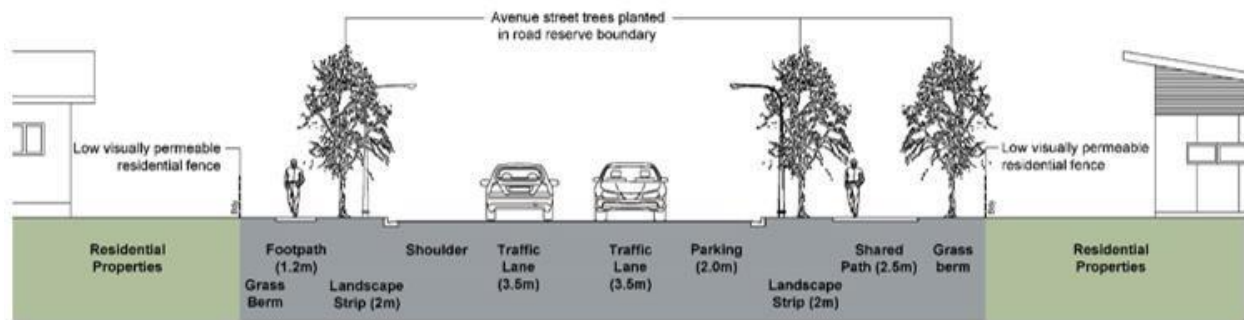 Avenue street trees planted
in road reserve boundary
Low visually permeable
residential fence
Low visually permeable
residential fence
Residential
Properties
Footpath
(1.2m)
Grass
Berm
Landscape
Strip (2m)
Shoulder
Traffic
Lane
(3.5m)
Traffic
Lane
(3.5m)
Parking
(2.0m)
Landscape
Strip (2m)
Shared
Path (2.5m)
Grass
berm
Residential
Properties